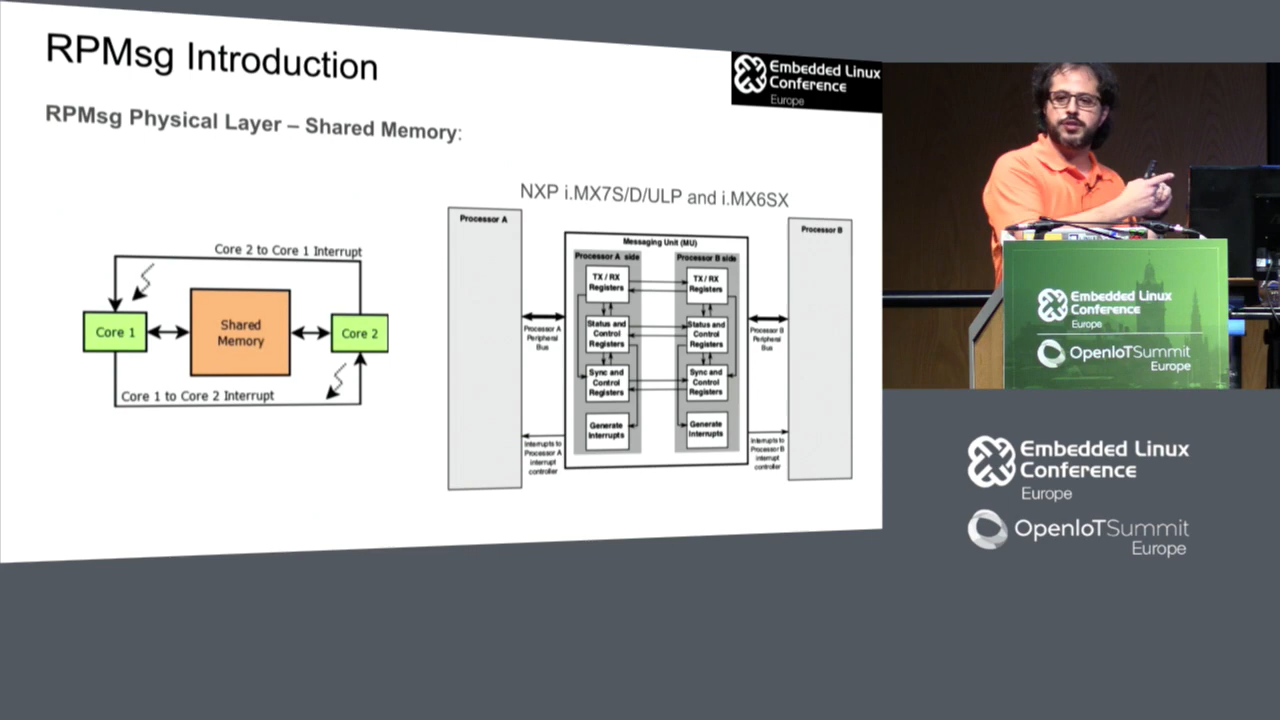 RPMsg Introduction
Embedded Linux
Conference
Europe
RPMsg Physical Layer – Shared Memory:
NXP i.MX7S/D/ULP and i.MX6SX
Core 2 to Core 1 Interrupt
Core 1
Shared
Memory
Core 2
Core 1 to Core 2 Interrupt
Processor A
Processor B
Messaging Unit (MU)
Processor A side
Processor B side
TX / RX
Registers
TX / RX
Registers
Status and
Control
Registers
Status and
Control
Registers
Sync and
Control
Registers
Sync and
Control
Registers
Generate
Interrupts
Generate
Interrupts
Processor A
Peripheral
Bus
Processor B
Peripheral
Bus
Interrupts to
Processor A
interrupt
controller
Interrupts to
Processor B
interrupt
controller
Embedded Linux
Conference
Europe
OpenIoTSummit
Europe
Embedded Linux
Conference
Europe
OpenIoTSummit
Europe